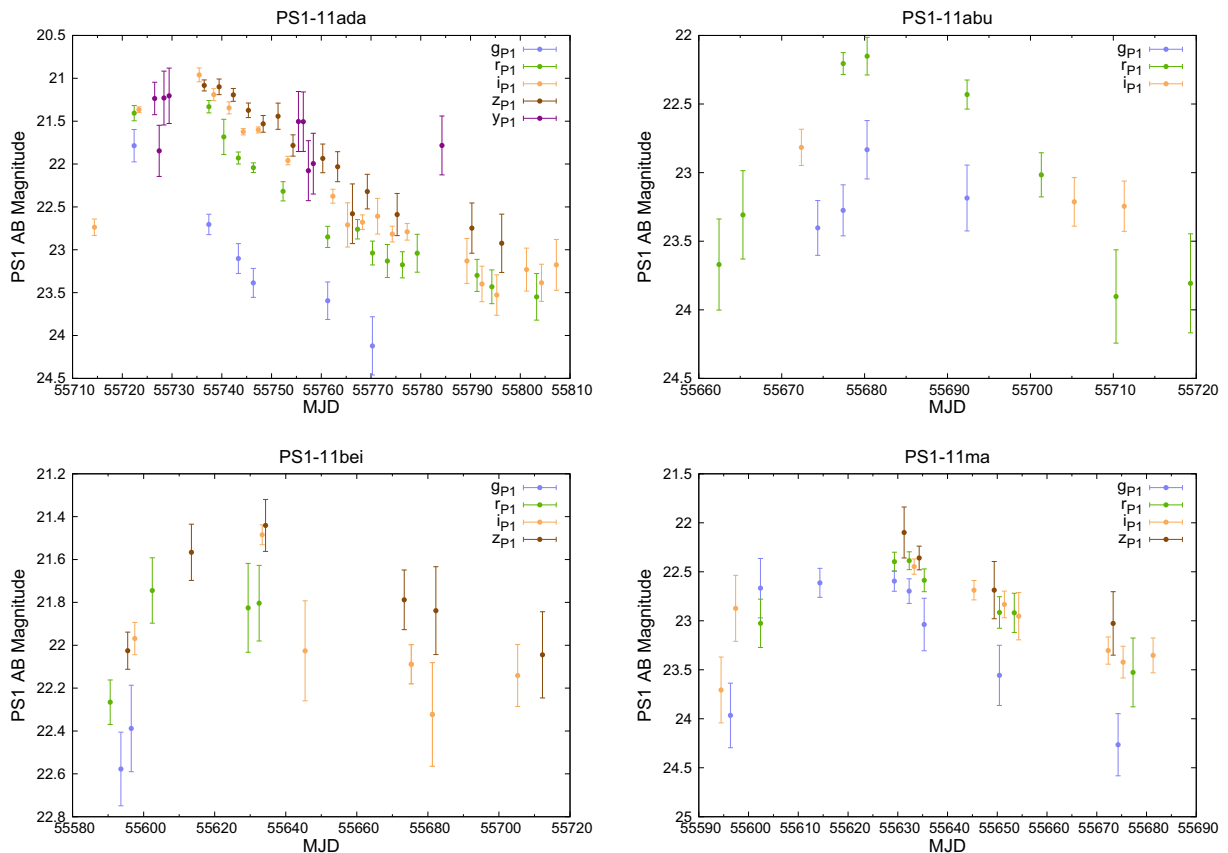 PS1-11ada
PS1 AB Magnitude
20.5
21
21.5
22
22.5
23
23.5
24
24.5
55710 55720 55730 55740 55750 55760 55770 55780 55790 55800 55810
MJD
gP1
rP1
iP1
zP1
yP1
PS1-11abu
PS1 AB Magnitude
22
22.5
23
23.5
24
24.5
55660 55670 55680 55690 55700 55710 55720
MJD
gP1
rP1
iP1
PS1-11bei
PS1 AB Magnitude
21.2
21.4
21.6
21.8
22
22.2
22.4
22.6
22.8
55580 55600 55620 55640 55660 55680 55700 55720
MJD
gP1
rP1
iP1
zP1
PS1-11ma
PS1 AB Magnitude
21.5
22
22.5
23
23.5
24
24.5
25
55590 55600 55610 55620 55630 55640 55650 55660 55670 55680 55690
MJD
gP1
rP1
iP1
zP1